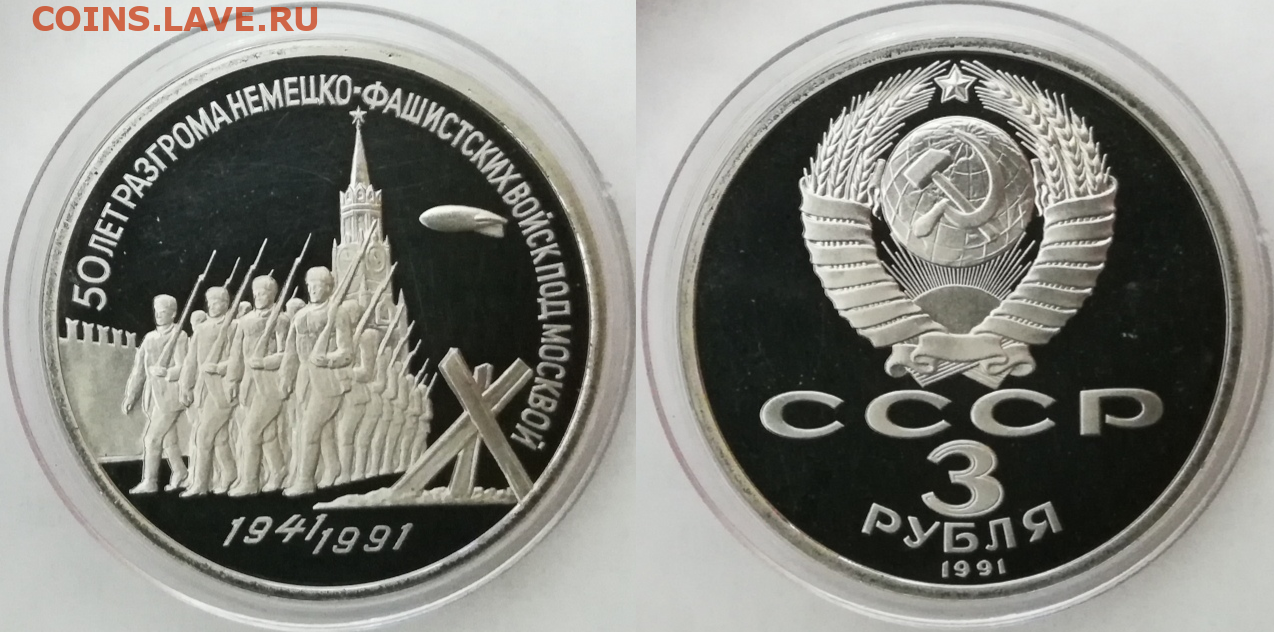 COINS.LAVE.RU
50 ЛЕТ РАЗГРОМА НЕМЕЦКО-ФАШИСТСКИХ ВОЙСК ПОД МОСКВОЙ
1941/1991
СССР
3
РУБЛЯ
1991